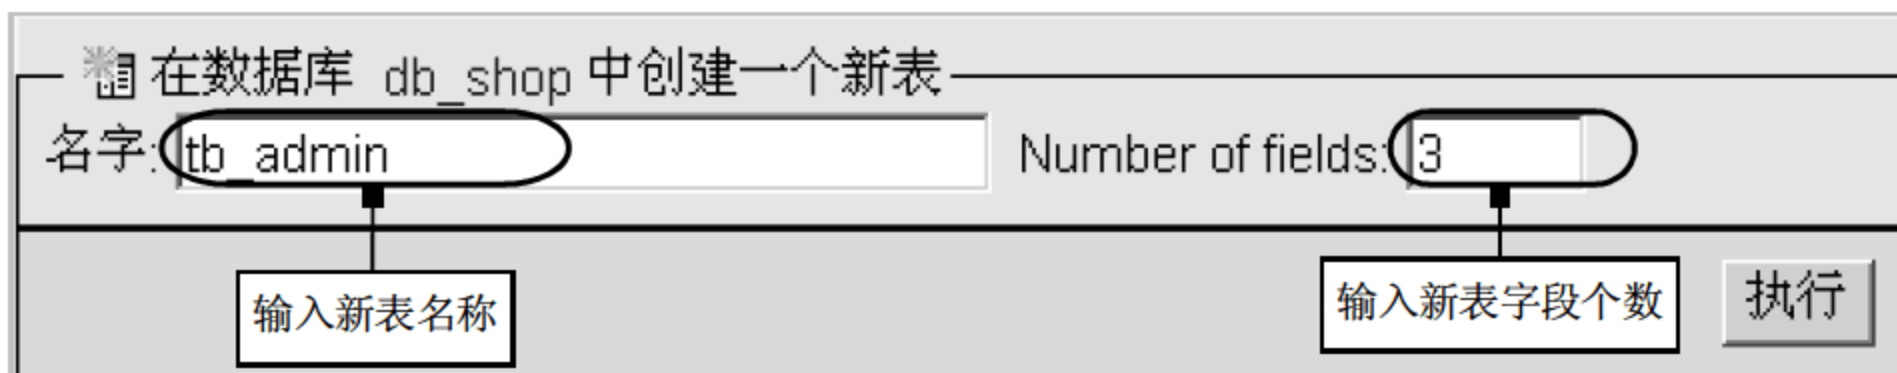 在数据库 db_shop 中创建一个新表
名字: tb_admin Number of fields: 3
输入新表名称 输入新表字段个数 执行